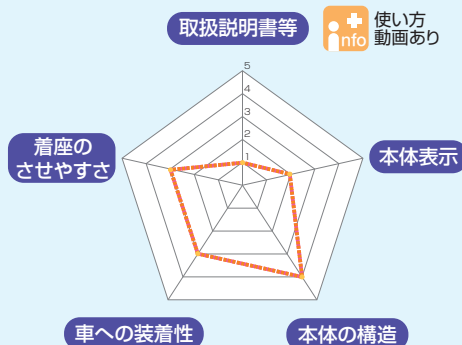 取扱説明書等
info
使い方
動画あり
5
4
3
2
1
着座の
させやすさ
本体表示
車への装着性
本体の構造